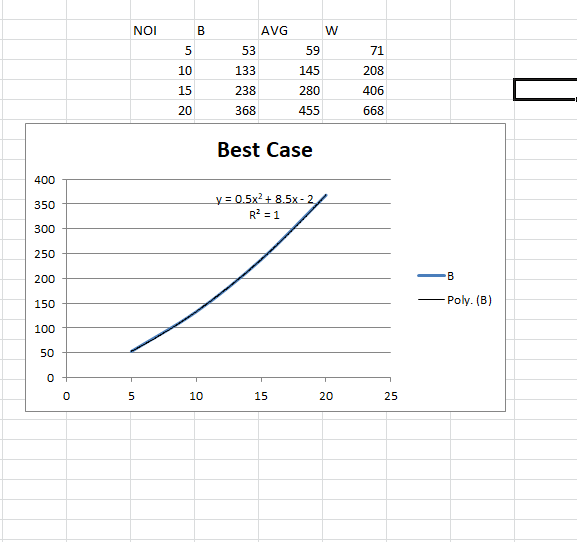 NOI B AVG W
5 53 59 71
10 133 145 208
15 238 280 406
20 368 455 668
Best Case
400
350
300
250
200
150
100
50
0
y = 0.5x² + 8.5x - 2
R² = 1
B
Poly. (B)
0 5 10 15 20 25